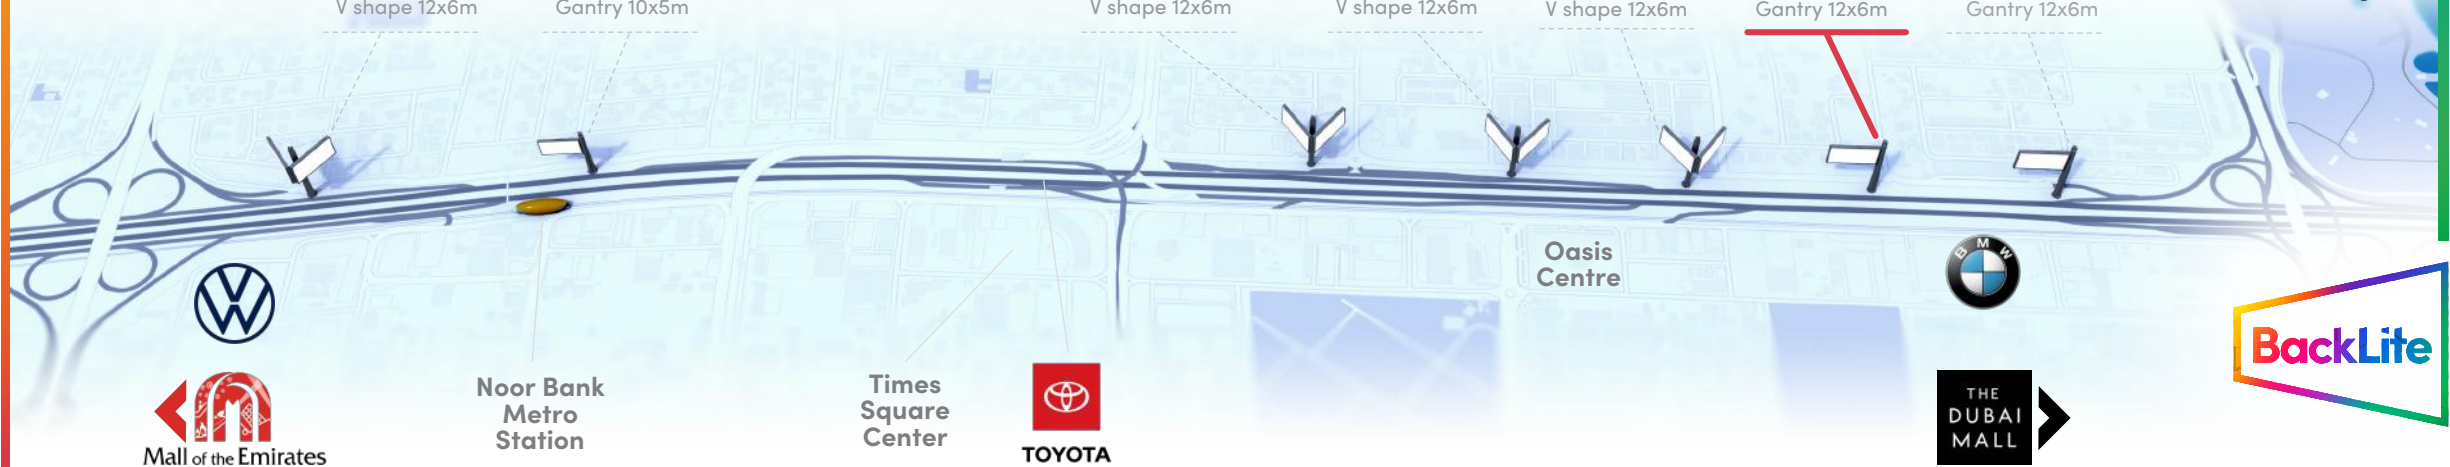 V shape 12x6m
Gantry 10x5m
V shape 12x6m
V shape 12x6m
V shape 12x6m
Gantry 12x6m
Gantry 12x6m
Oasis
Centre
BMW
BackLite
Noor Bank
Metro
Station
Times
Square
Center
THE
DUBAI
MALL
Mall of the Emirates
TOYOTA